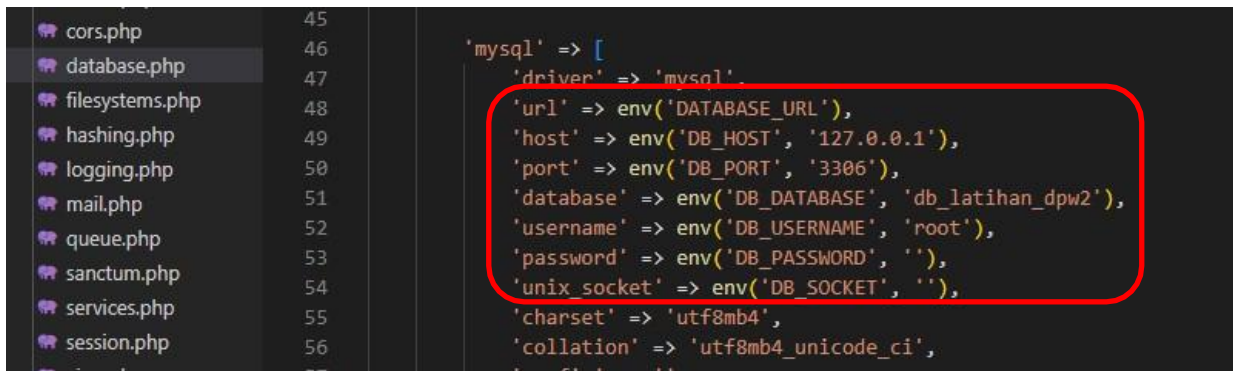 cors.php
database.php
filesystems.php
hashing.php
logging.php
mail.php
queue.php
sanctum.php
services.php
session.php
45
46 'mysql' => [
47 'driver' => 'mysql',
48 'url' => env('DATABASE_URL'),
49 'host' => env('DB_HOST', '127.0.0.1'),
50 'port' => env('DB_PORT', '3306'),
51 'database' => env('DB_DATABASE', 'db_latihan_dpw2'),
52 'username' => env('DB_USERNAME', 'root'),
53 'password' => env('DB_PASSWORD', ''),
54 'unix_socket' => env('DB_SOCKET', ''),
55 'charset' => 'utf8mb4',
56 'collation' => 'utf8mb4_unicode_ci',